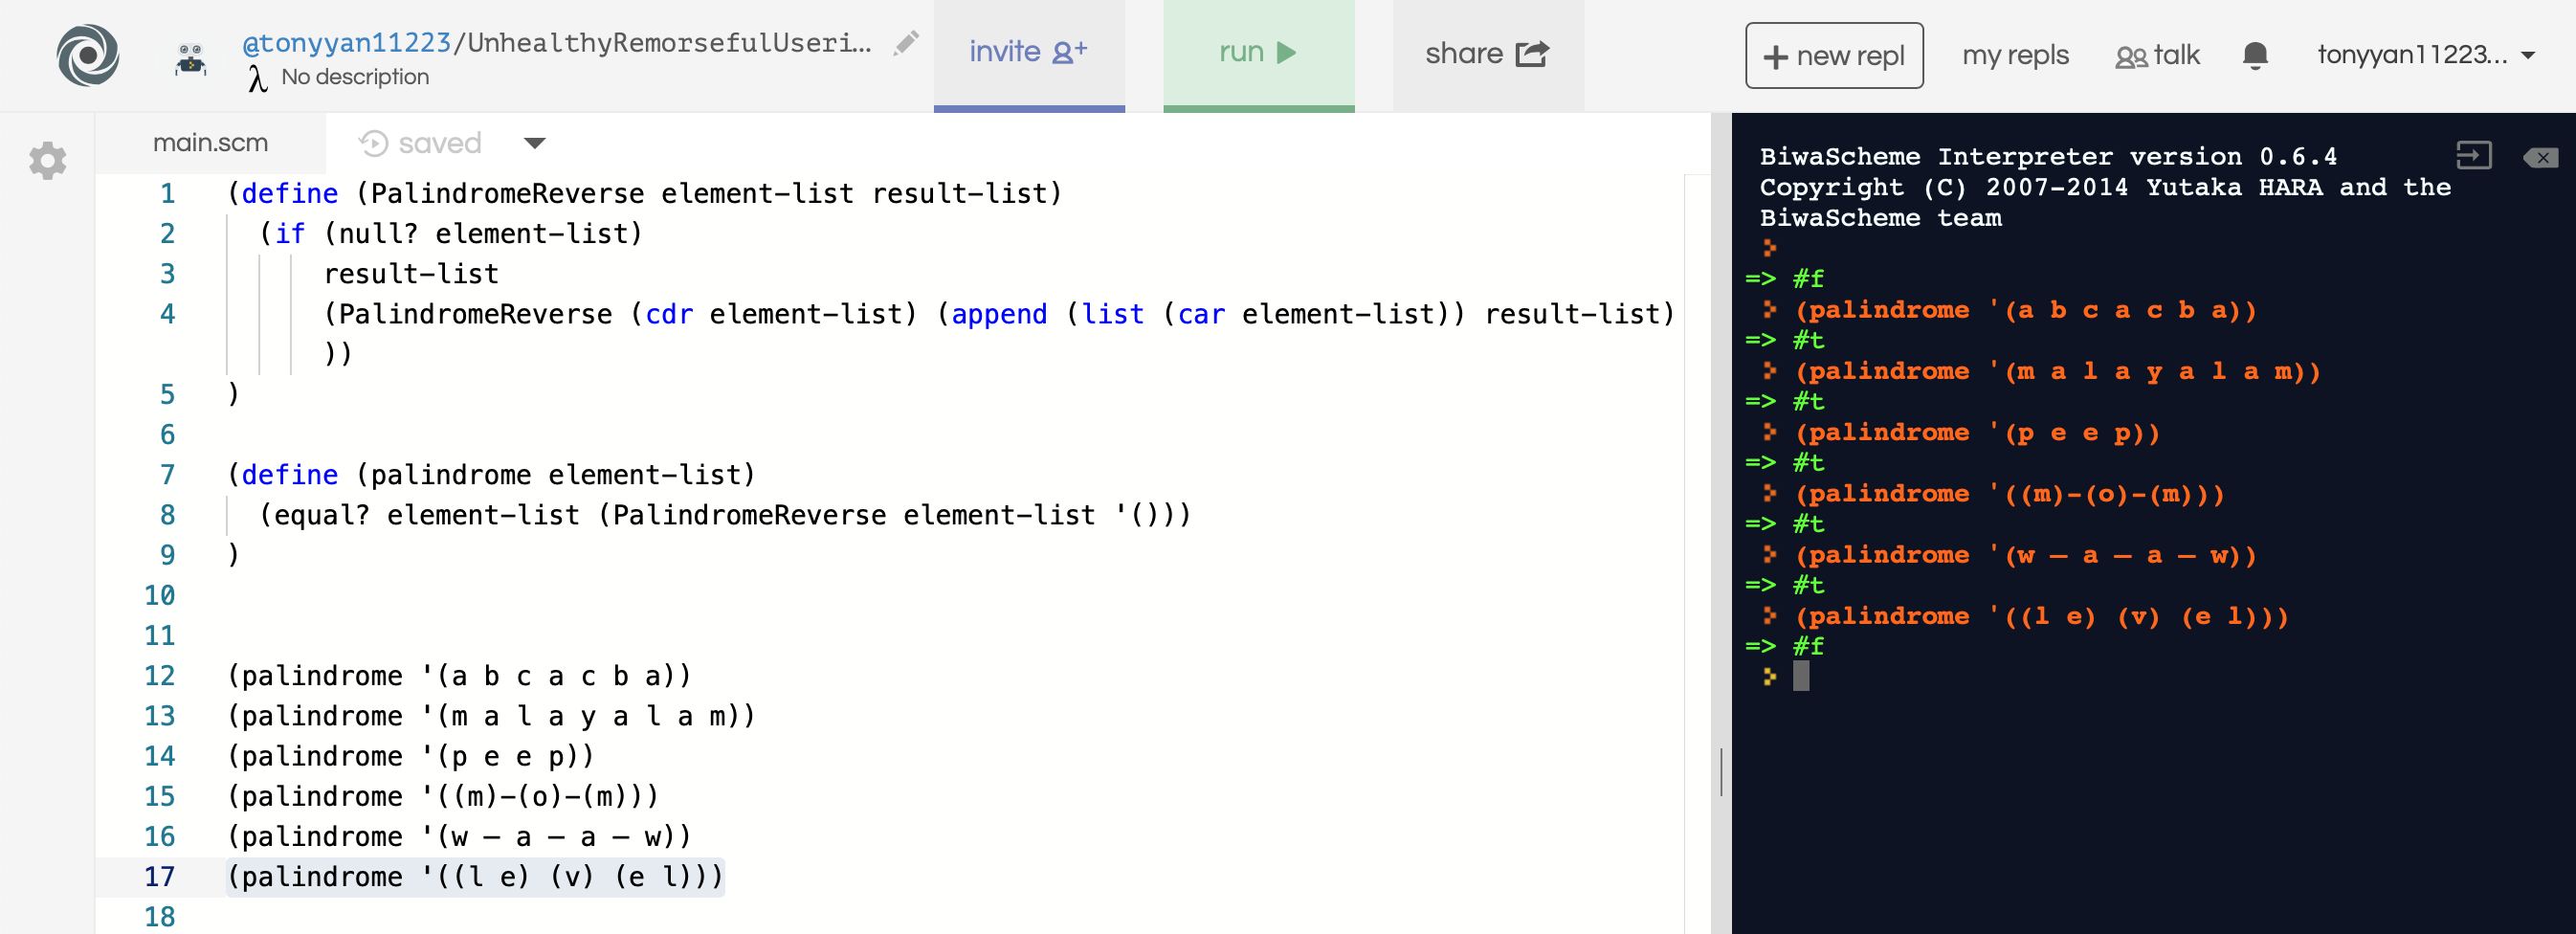 @tonyyan11223/UnhealthyRemorsefulUseri...
λ No description
invite
run
share
+ new repl
my repls
talk
tonyyan11223...
main.scm
saved
1 (define (PalindromeReverse element-list result-list)
2 (if (null? element-list)
3 result-list
4 (PalindromeReverse (cdr element-list) (append (list (car element-list)) result-list)
))
5 )
6
7 (define (palindrome element-list)
8 (equal? element-list (PalindromeReverse element-list '()))
9 )
10
11
12 (palindrome '(a b c a c b a))
13 (palindrome '(m a l a y a l a m))
14 (palindrome '(p e e p))
15 (palindrome '((m)-(o)-(m)))
16 (palindrome '(w – a – a – w))
17 (palindrome '((l e) (v) (e l)))
18
BiwaScheme Interpreter version 0.6.4
Copyright (C) 2007-2014 Yutaka HARA and the
BiwaScheme team
=> #f
(palindrome '(a b c a c b a))
=> #t
(palindrome '(m a l a y a l a m))
=> #t
(palindrome '(p e e p))
=> #t
(palindrome '((m)-(o)-(m)))
=> #t
(palindrome '(w – a – a – w))
=> #t
(palindrome '((l e) (v) (e l)))
=> #f